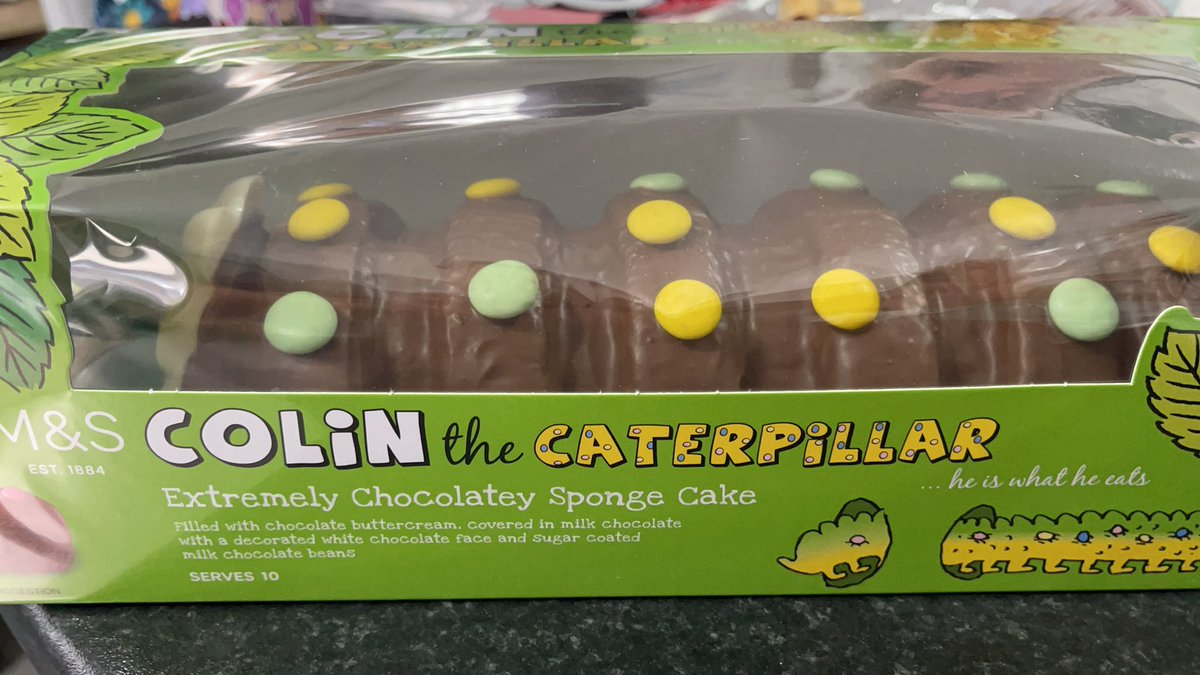 COLIN
CATERPILLAR
M&S
EST. 1884
COLiN the CATERPiLLAR
... he is what he eats
Extremely Chocolatey Sponge Cake
Filled with chocolate buttercream, covered in milk chocolate
with a decorated white chocolate face and sugar coated
milk chocolate beans
SERVES 10